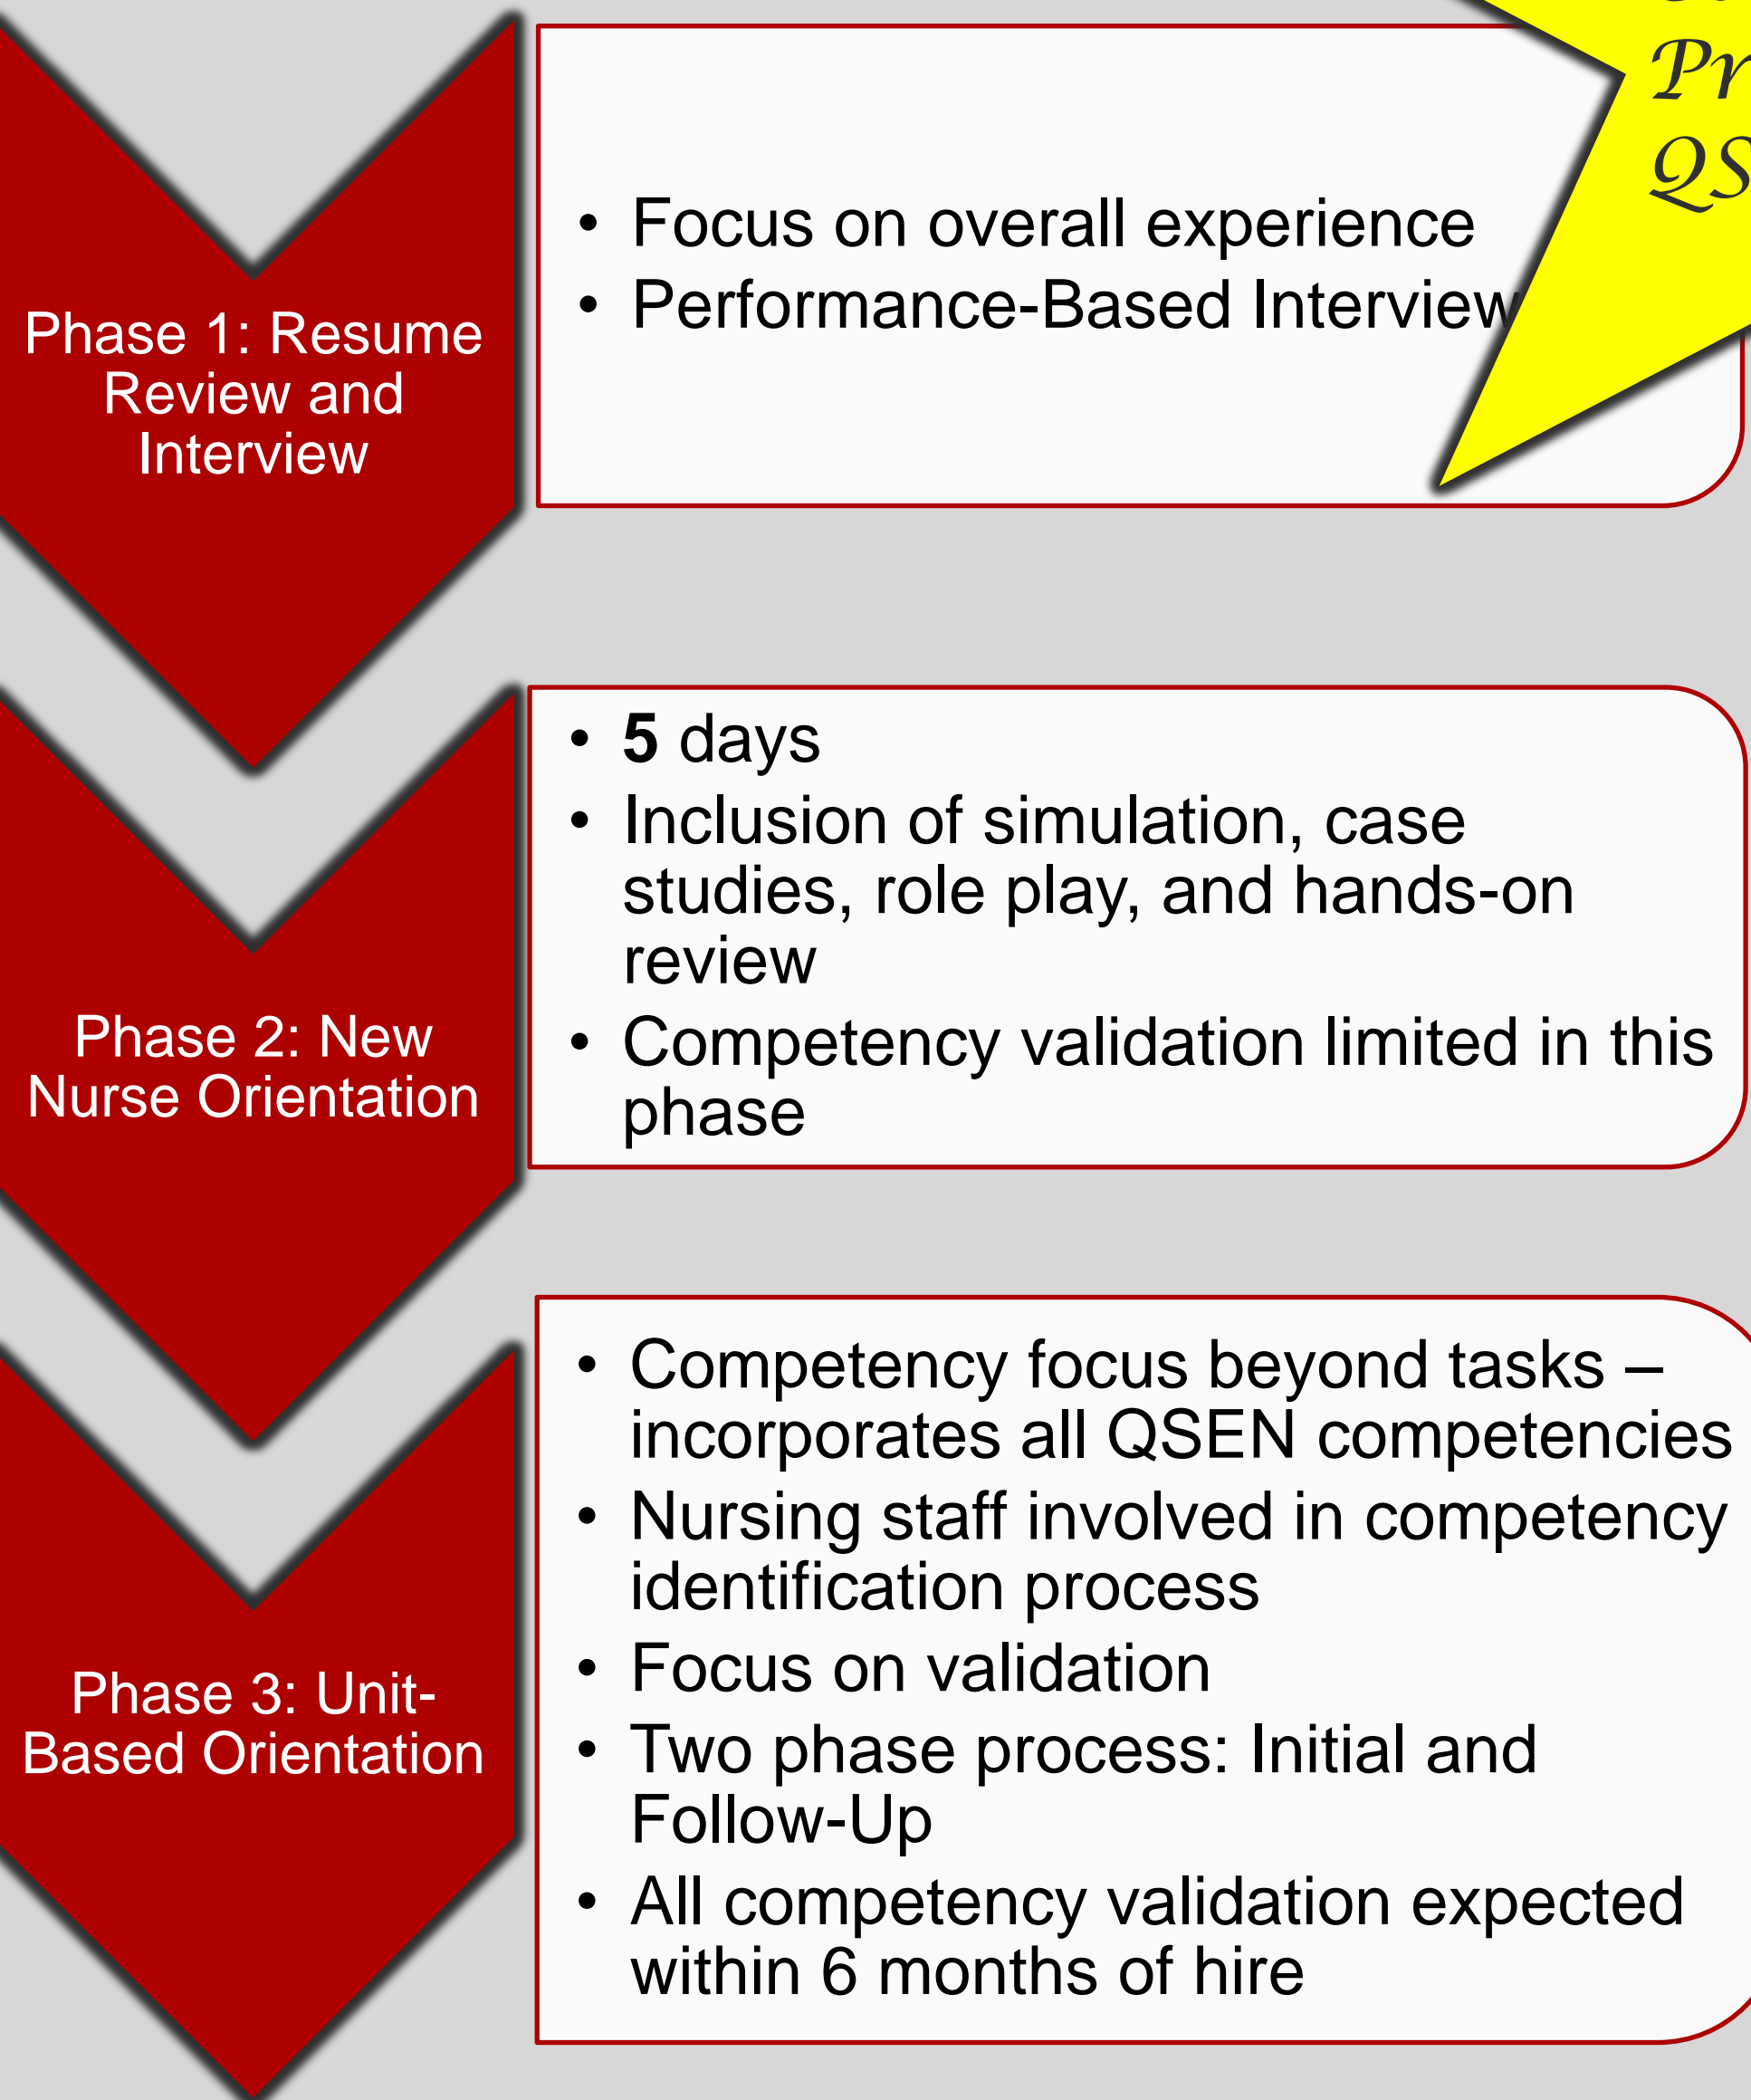 Phase 1: Resume
Review and
Interview
• Focus on overall experience
• Performance-Based Interview
Phase 2: New
Nurse Orientation
• 5 days
• Inclusion of simulation, case
studies, role play, and hands-on
review
• Competency validation limited in this
phase
Phase 3: Unit-
Based Orientation
• Competency focus beyond tasks –
incorporates all QSEN competencies
• Nursing staff involved in competency
identification process
• Focus on validation
• Two phase process: Initial and
Follow-Up
• All competency validation expected
within 6 months of hire